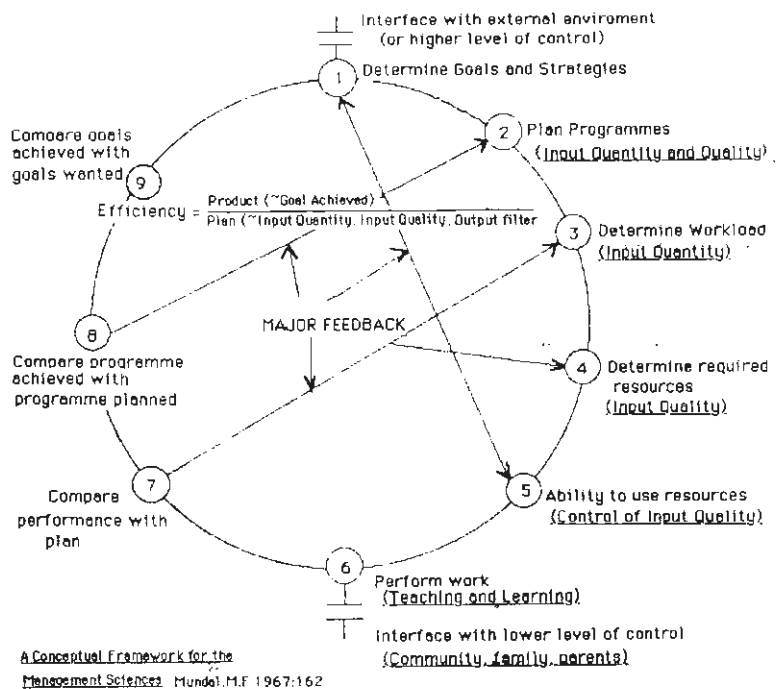 Interface with external enviroment
(or higher level of control)
1
Determine Goals and Strategies
2
Plan Programmes
(Input Quantity and Quality)
3
Determine Workload
(Input Quantity)
4
Determine required
resources
(Input Quality)
5
Ability to use resources
(Control of Input Quality)
6
Perform work
(Teaching and Learning)
Interface with lower level of control
(Community, family, parents)
7
Compare
performance with
plan
8
Compare programme
achieved with
programme planned
9
Compare goals
achieved with
goals wanted
Efficiency = Product (~Goal Achieved)
Plan (~Input Quantity, Input Quality, Output filter
MAJOR FEEDBACK
A Conceptual Framework for the
Management Sciences Mundal, M.F 1967:162